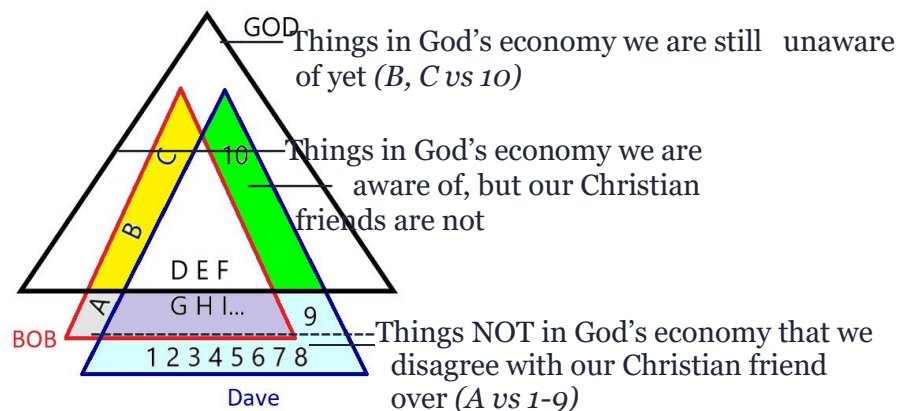 GOD
Things in God’s economy we are still unaware
of yet (B, C vs 10)
C
10
Things in God’s economy we are
aware of, but our Christian
friends are not
B
D E F
A
G H I...
9
BOB
Things NOT in God’s economy that we
1 2 3 4 5 6 7 8
disagree with our Christian friend
Dave
over (A vs 1-9)